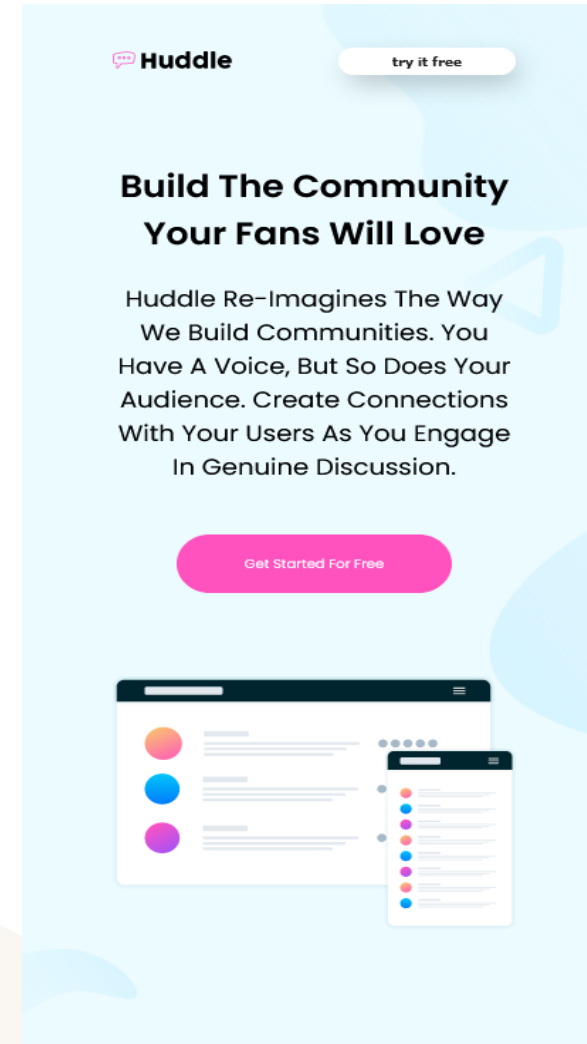 Huddle
try it free
Build The Community
Your Fans Will Love
Huddle Re-Imagines The Way
We Build Communities. You
Have A Voice, But So Does Your
Audience. Create Connections
With Your Users As You Engage
In Genuine Discussion.
Get Started For Free